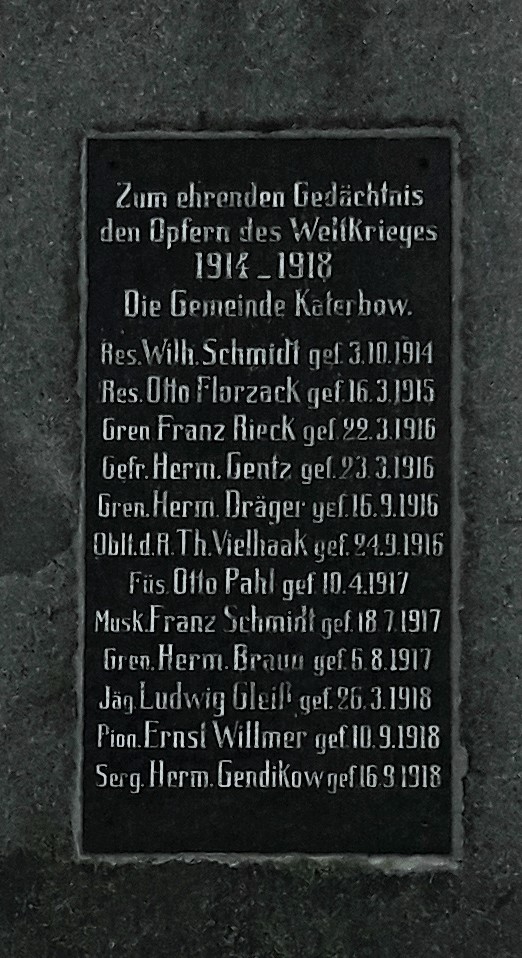 Zum ehrenden Gedächtnis
den Opfern des Weltkrieges
1914-1918
Die Gemeinde Katerbow.
Res. Wilh. Schmidt gef. 3.10.1914
Res. Otto Florzack gef. 16.3.1915
Gren. Franz Rieck gef. 22.3.1916
Gefr. Herm. Gentz gef. 23.3.1916
Gren. Herm. Dräger gef. 16.9.1916
Oblt.d.R. Th. Vielhaak gef. 24.9.1916
Füs. Otto Pahl gef. 10.4.1917
Musk. Franz Schmidt gef. 18.7.1917
Gren. Herm. Braun gef. 6.8.1917
Jäg. Ludwig Gleiß gef. 26.3.1918
Pion. Ernst Willmer gef. 10.9.1918
Serg. Herm. Gendikow gef. 16.9.1918